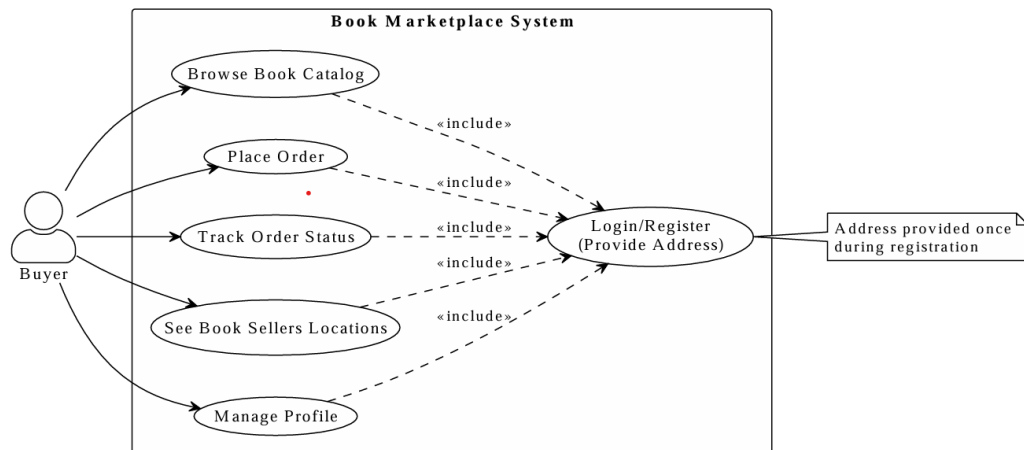 Book Marketplace System
Browse Book Catalog
«include»
Place Order
«include»
Track Order Status
«include»
Login/Register
(Provide Address)
Address provided once
during registration
Buyer
«include»
See Book Sellers Locations
«include»
Manage Profile